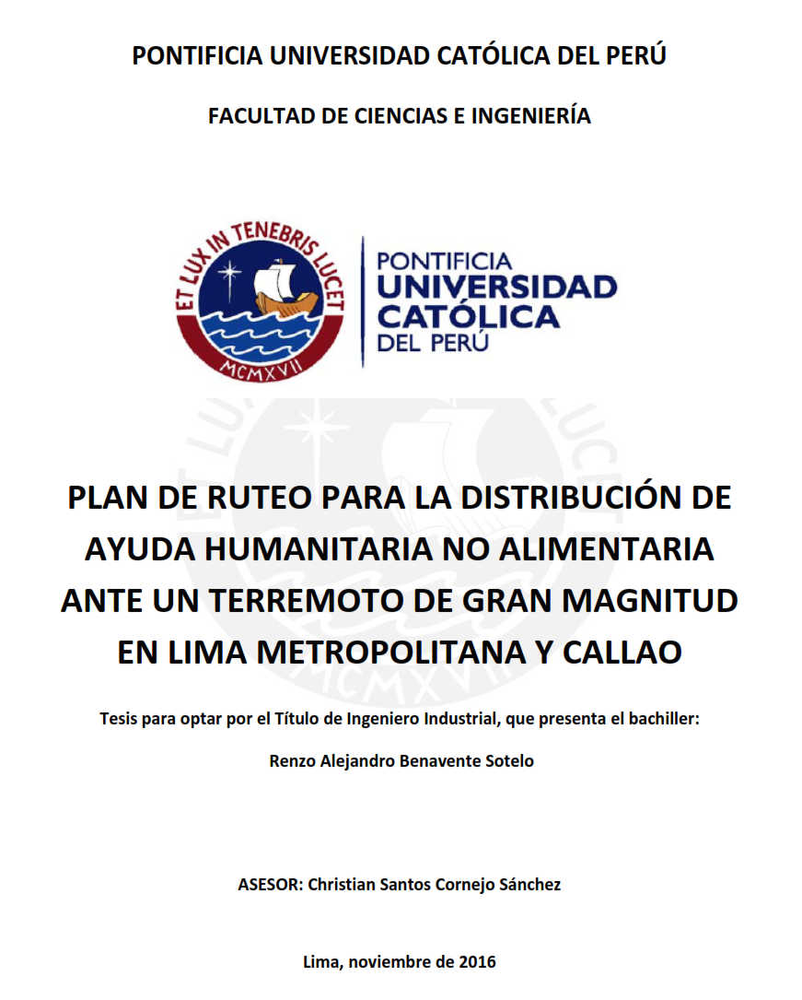 PONTIFICIA UNIVERSIDAD CATÓLICA DEL PERÚ
FACULTAD DE CIENCIAS E INGENIERÍA
ET LUX IN TENEBRIS LUCET
MCMXVII
PONTIFICIA
UNIVERSIDAD
CATÓLICA
DEL PERÚ
PLAN DE RUTEO PARA LA DISTRIBUCIÓN DE
AYUDA HUMANITARIA NO ALIMENTARIA
ANTE UN TERREMOTO DE GRAN MAGNITUD
EN LIMA METROPOLITANA Y CALLAO
MCMXVII
Tesis para optar por el Título de Ingeniero Industrial, que presenta el bachiller:
Renzo Alejandro Benavente Sotelo
ASESOR: Christian Santos Cornejo Sánchez
Lima, noviembre de 2016